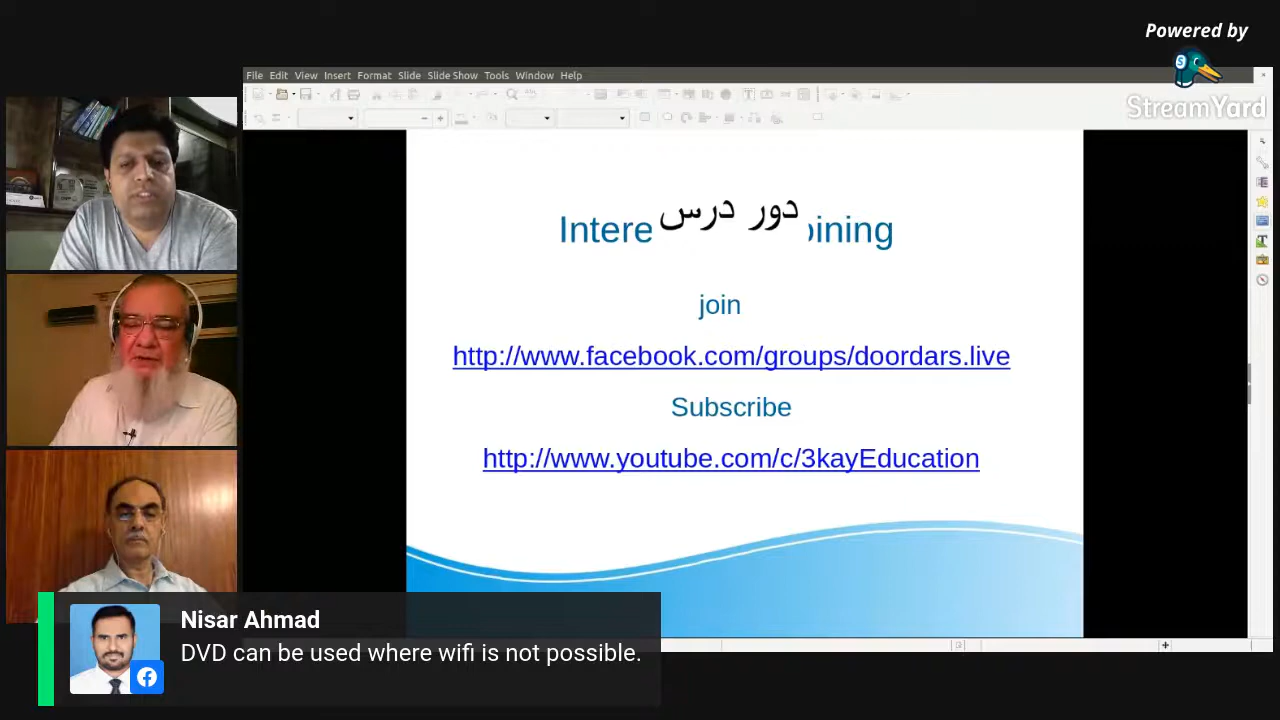 Powered by
StreamYard
File Edit View Insert Format Slide Slide Show Tools Window Help
Intere دور درس oining
join
http://www.facebook.com/groups/doordars.live
Subscribe
http://www.youtube.com/c/3kayEducation
Nisar Ahmad
DVD can be used where wifi is not possible.